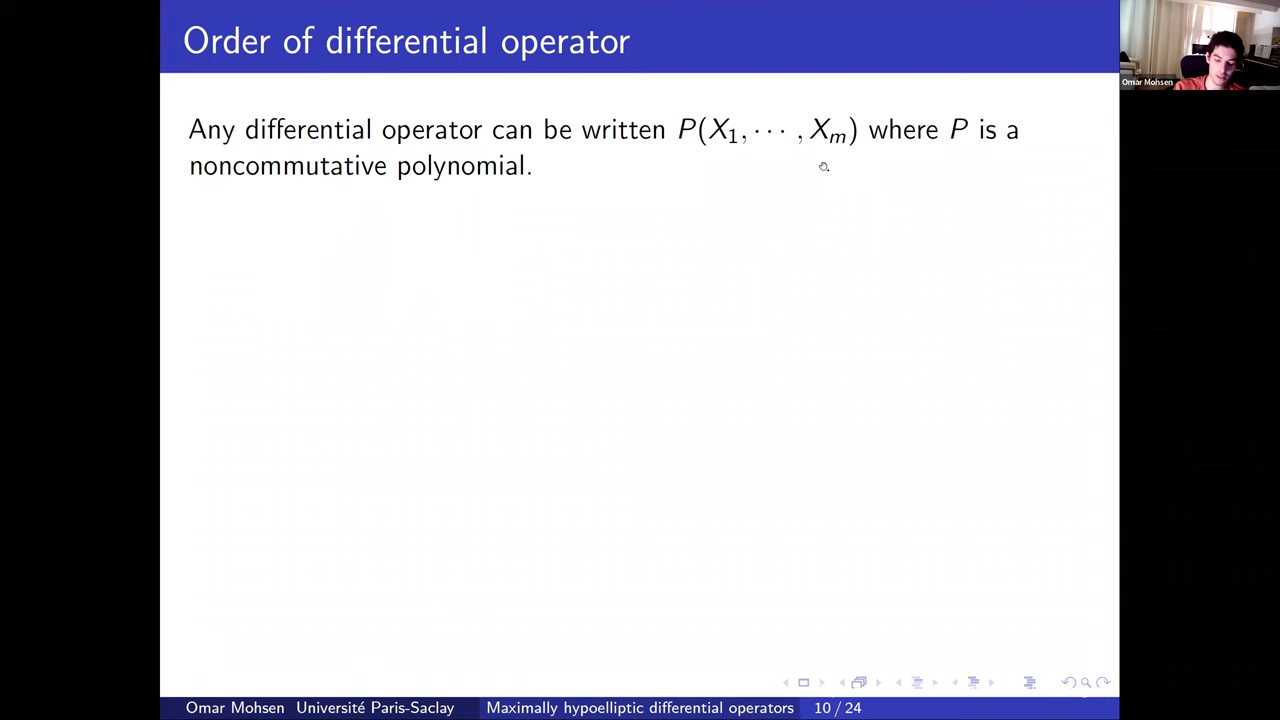 Order of differential operator
Omar Mohsen
Any differential operator can be written P(X₁, ⋯ , Xₘ) where P is a
noncommutative polynomial.
Omar Mohsen Université Paris-Saclay
Maximally hypoelliptic differential operators
10 / 24